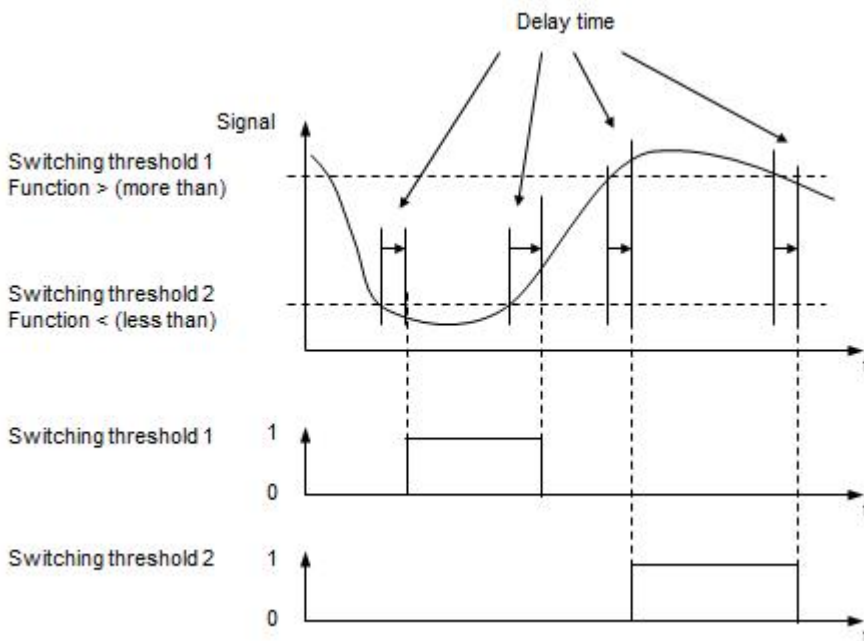 Delay time
Signal
Switching threshold 1
Function > (more than)
Switching threshold 2
Function < (less than)
t
Switching threshold 1
1
0
t
Switching threshold 2
1
0
t